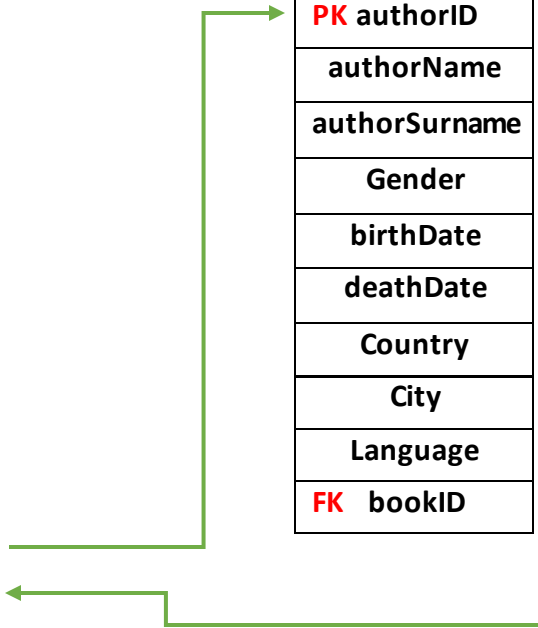 PK authorID
authorName
authorSurname
Gender
birthDate
deathDate
Country
City
Language
FK bookID